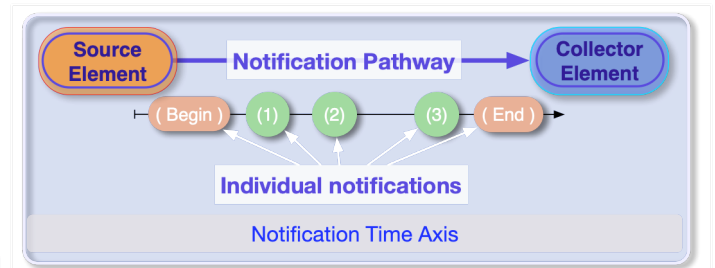 Source
Element
Notification Pathway
Collector
Element
( Begin )
(1)
(2)
(3)
( End )
Individual notifications
Notification Time Axis